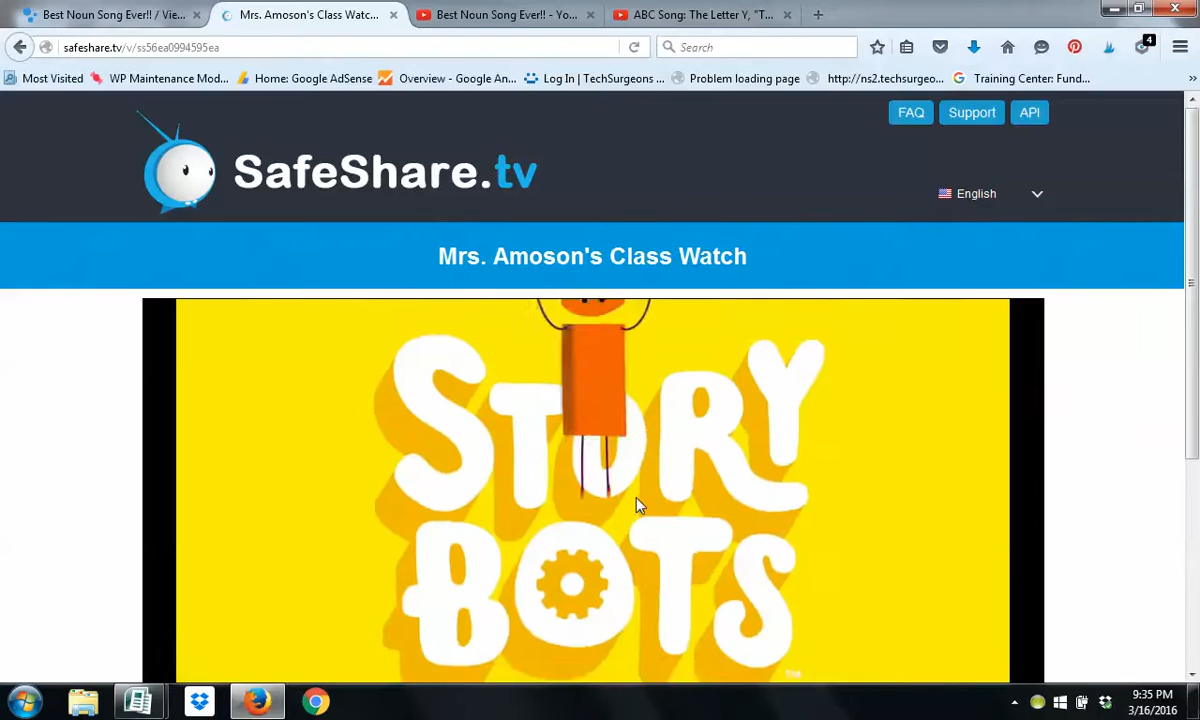 Best Noun Song Ever!! / Vie...
Mrs. Amoson's Class Watc...
Best Noun Song Ever!! - Yo...
ABC Song: The Letter Y, "T...
safeshare.tv/v/ss56ea0994595ea
Search
4
Most Visited
WP Maintenance Mod...
Home: Google AdSense
Overview - Google An...
Log In | TechSurgeons ...
Problem loading page
http://ns2.techsurgeo...
Training Center: Fund...
FAQ
Support
API
SafeShare.tv
English
Mrs. Amoson's Class Watch
STORY
BOTS
TM
9:35 PM
3/16/2016